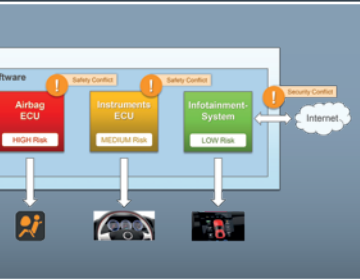 ftware
Safety Conflict
Safety Conflict
Security Conflict
Airbag
ECU
HIGH Risk
Instruments
ECU
MEDIUM Risk
Infotainment-
System
LOW Risk
Internet